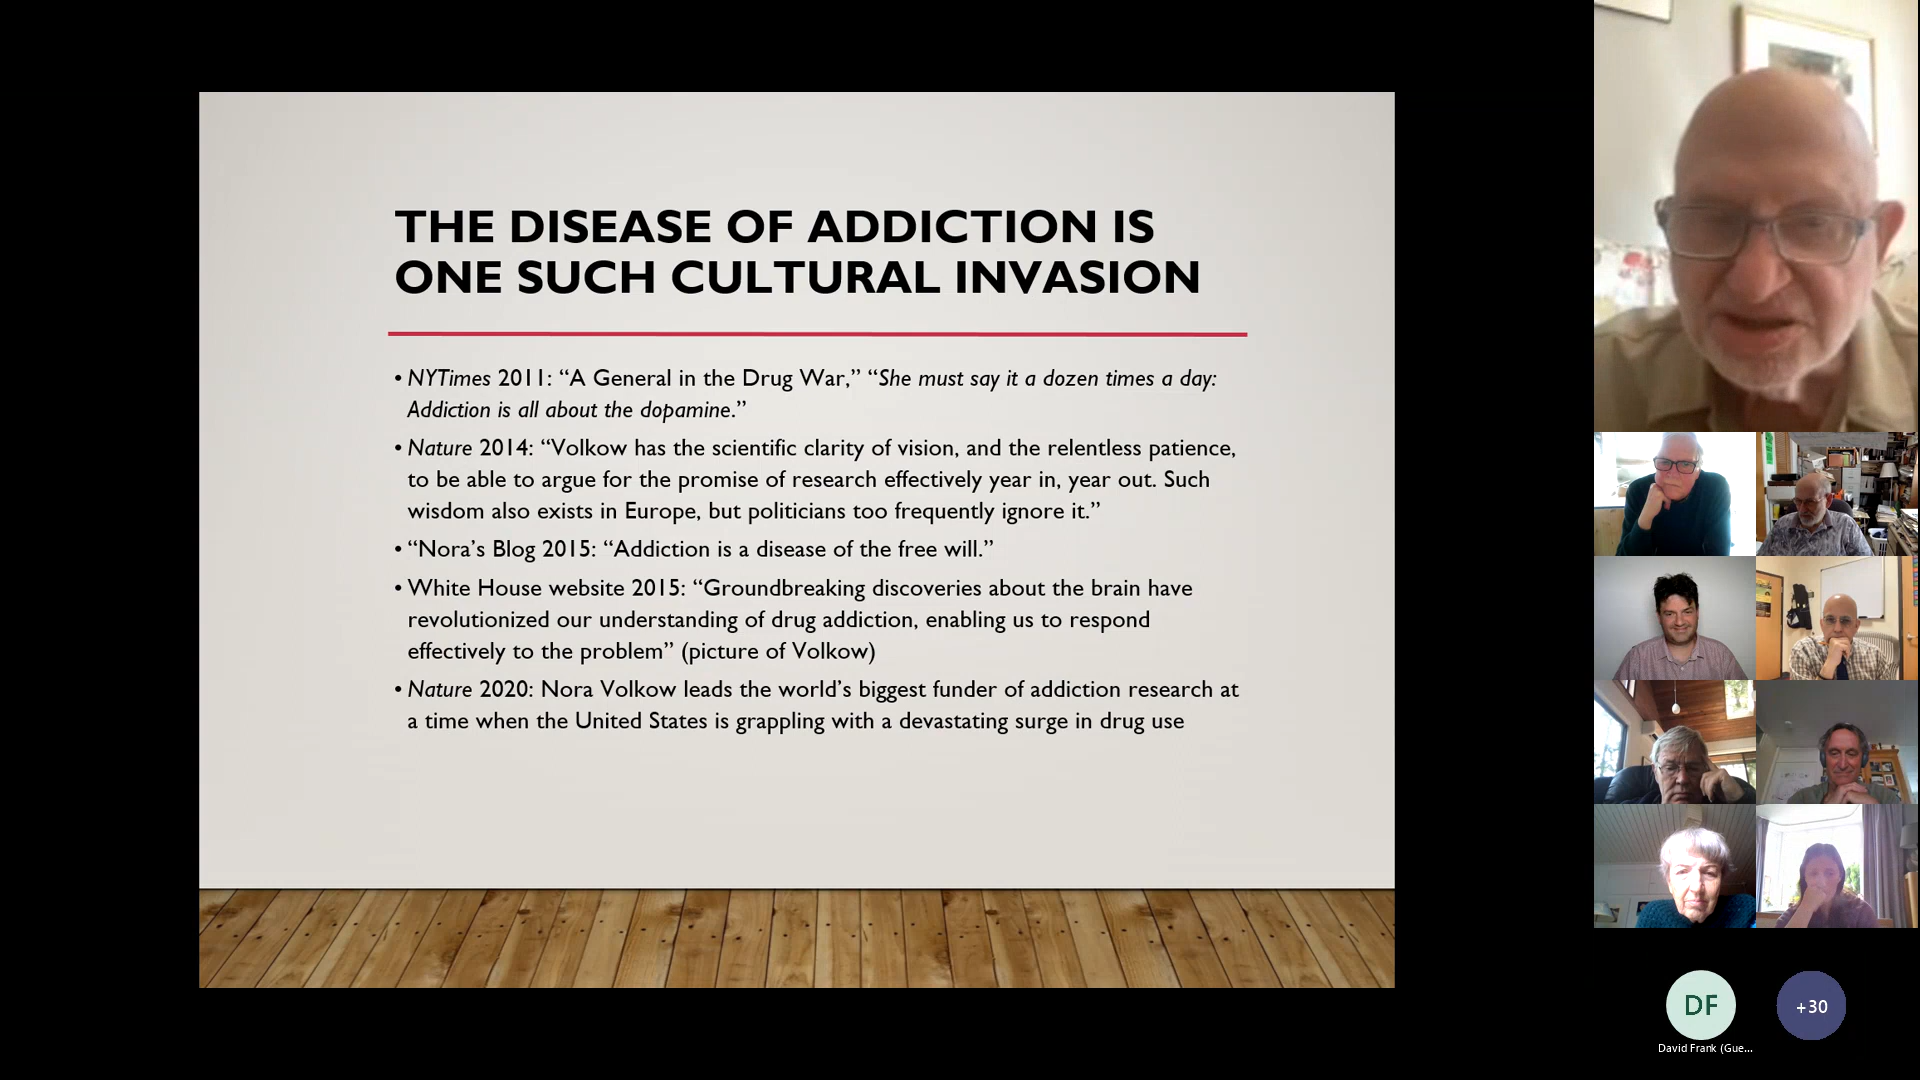 THE DISEASE OF ADDICTION IS
ONE SUCH CULTURAL INVASION
• NYTimes 2011: “A General in the Drug War,” “She must say it a dozen times a day:
Addiction is all about the dopamine.”
• Nature 2014: “Volkow has the scientific clarity of vision, and the relentless patience,
to be able to argue for the promise of research effectively year in, year out. Such
wisdom also exists in Europe, but politicians too frequently ignore it.”
• “Nora’s Blog 2015: “Addiction is a disease of the free will.”
• White House website 2015: “Groundbreaking discoveries about the brain have
revolutionized our understanding of drug addiction, enabling us to respond
effectively to the problem” (picture of Volkow)
• Nature 2020: Nora Volkow leads the world’s biggest funder of addiction research at
a time when the United States is grappling with a devastating surge in drug use
DF
+30
David Frank (Gue...